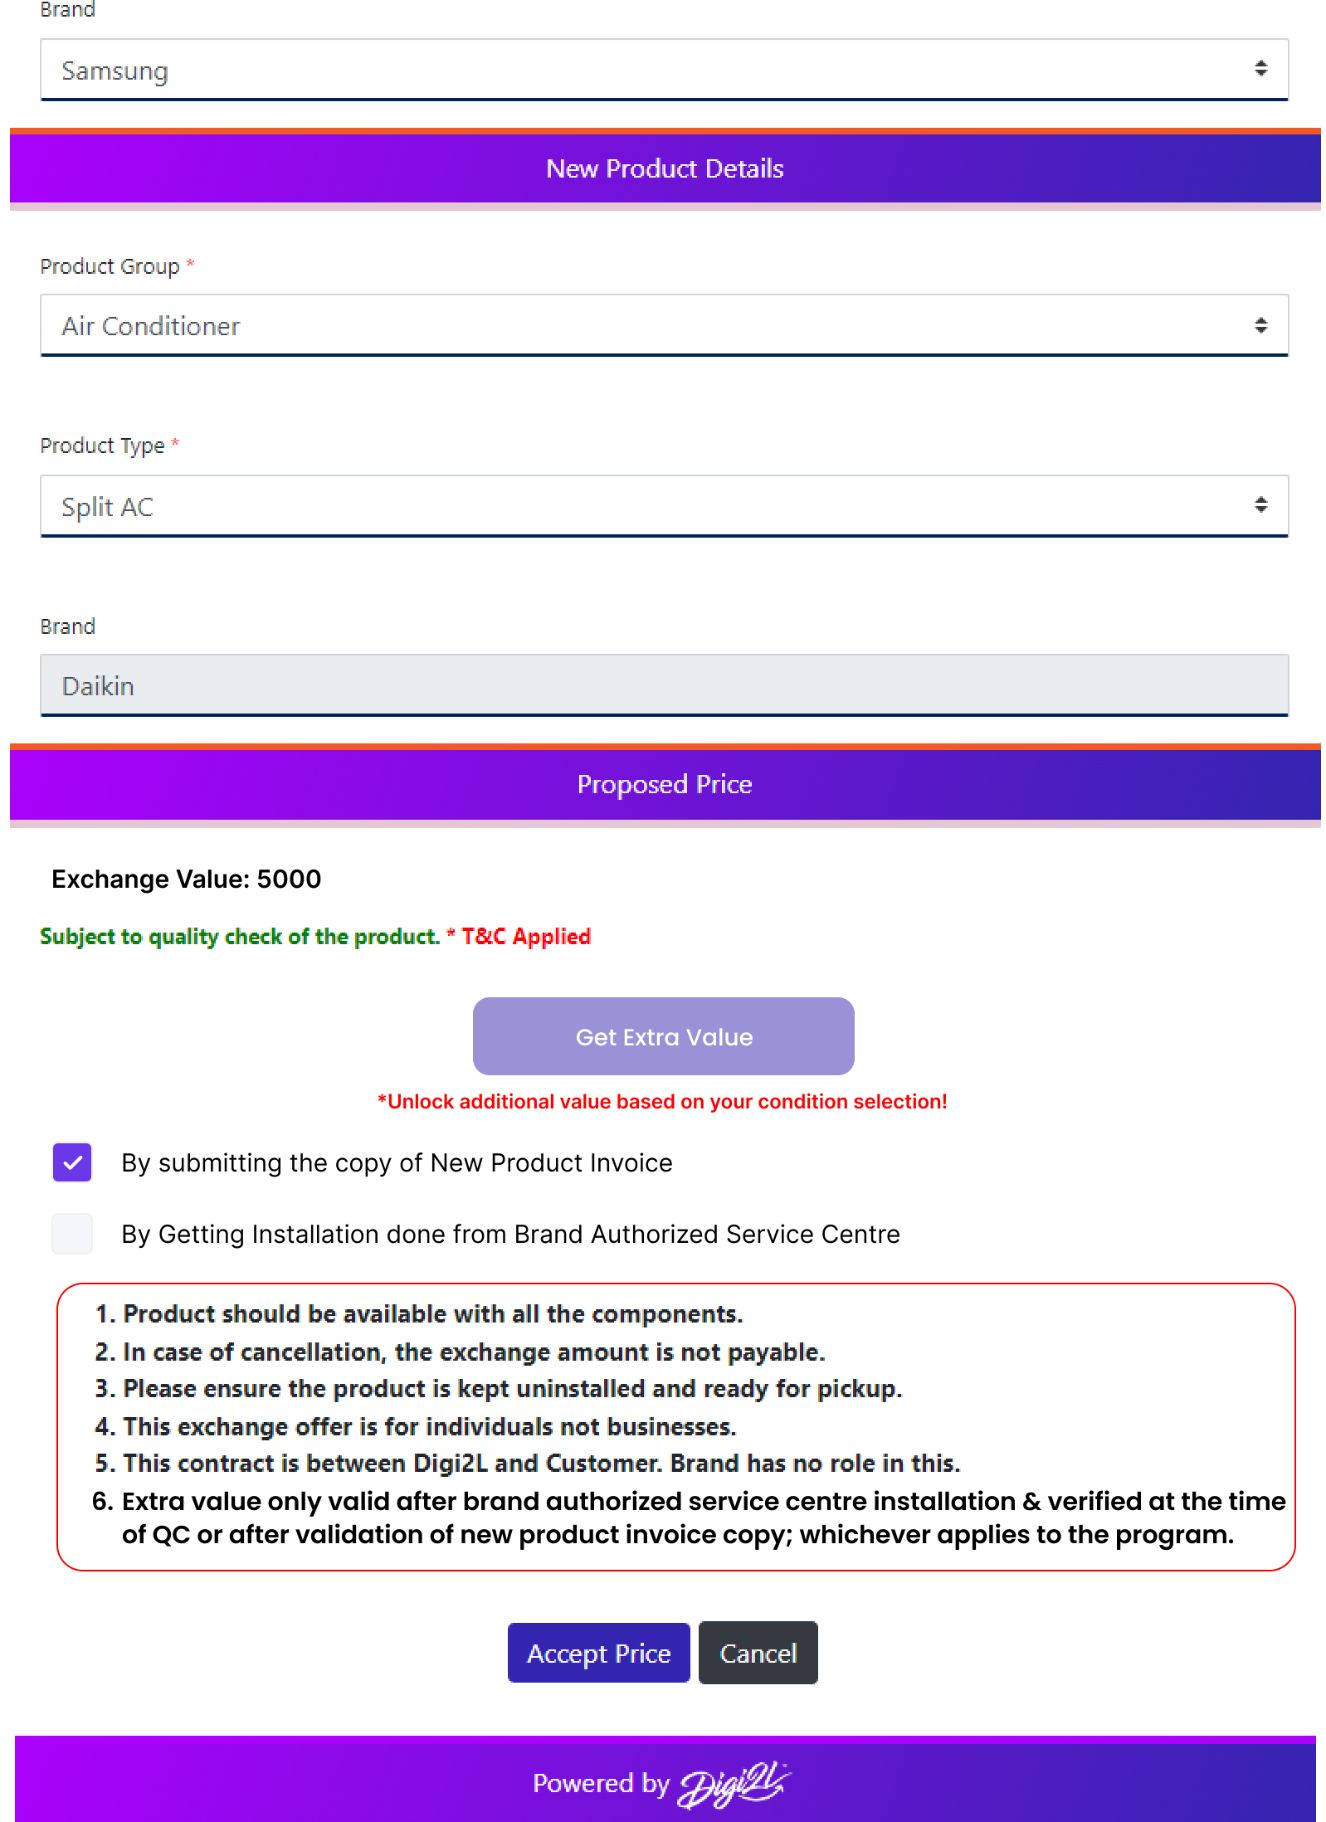 Brand
Samsung
New Product Details
Product Group *
Air Conditioner
Product Type *
Split AC
Brand
Daikin
Proposed Price
Exchange Value: 5000
Subject to quality check of the product. * T&C Applied
Get Extra Value
*Unlock additional value based on your condition selection!
By submitting the copy of New Product Invoice
By Getting Installation done from Brand Authorized Service Centre
1. Product should be available with all the components.
2. In case of cancellation, the exchange amount is not payable.
3. Please ensure the product is kept uninstalled and ready for pickup.
4. This exchange offer is for individuals not businesses.
5. This contract is between Digi2L and Customer. Brand has no role in this.
6. Extra value only valid after brand authorized service centre installation & verified at the time
of QC or after validation of new product invoice copy; whichever applies to the program.
Accept Price Cancel
Powered by Digi2L